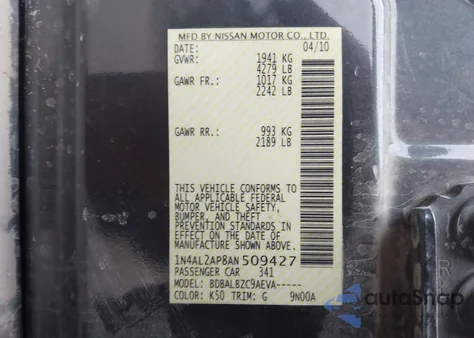 MFD BY NISSAN MOTOR CO., LTD.
DATE: 04/10
GVWR: 1941 KG
4279 LB
GAWR FR.: 1017 KG
2242 LB
GAWR RR.: 993 KG
2189 LB
THIS VEHICLE CONFORMS TO
ALL APPLICABLE FEDERAL
MOTOR VEHICLE SAFETY,
BUMPER, AND THEFT
PREVENTION STANDARDS IN
EFFECT ON THE DATE OF
MANUFACTURE SHOWN ABOVE.
1N4AL2AP8AN509427
PASSENGER CAR 341
MODEL: BDBALBZC9AEVA-----
COLOR: K50 TRIM: G 9N00A
autoSnap